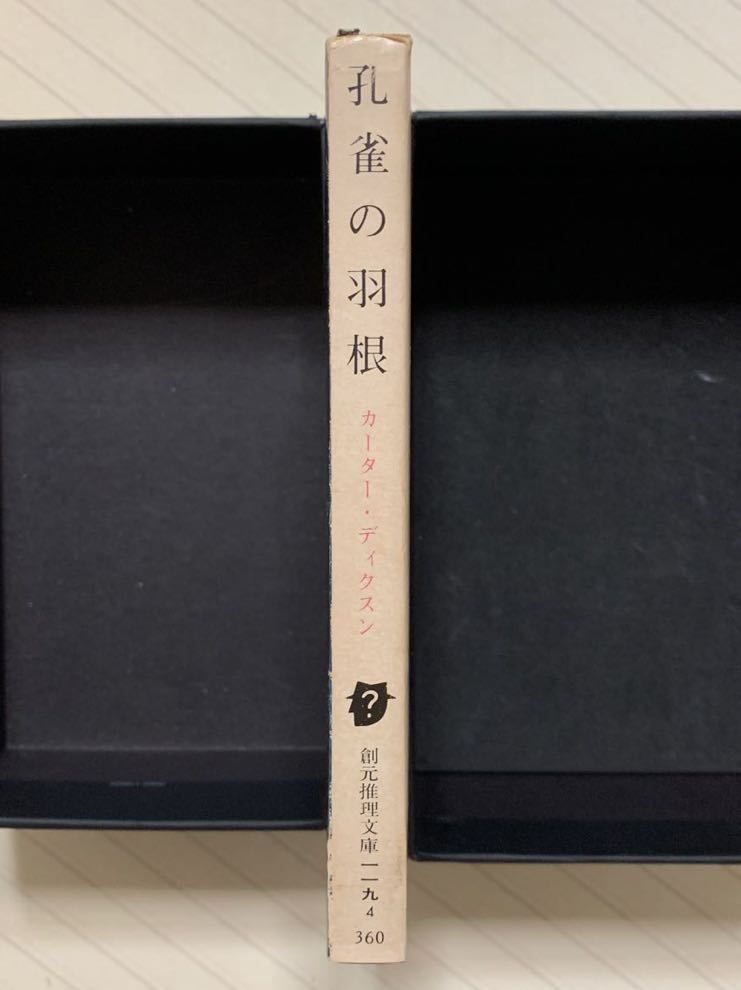 孔雀の羽根
カーター・ディクスン
?
創元推理文庫 一一九
4
360